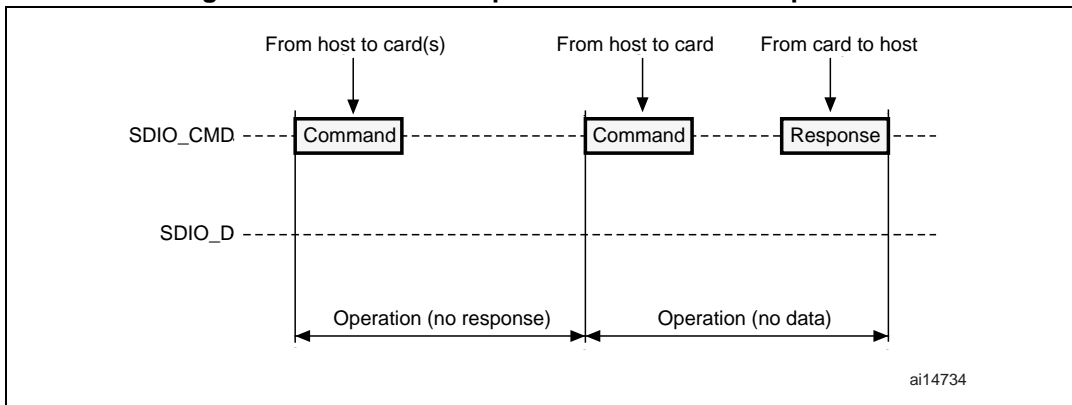 From host to card(s) From host to card From card to host
SDIO_CMD Command Command Response
SDIO_D
Operation (no response) Operation (no data)
ai14734